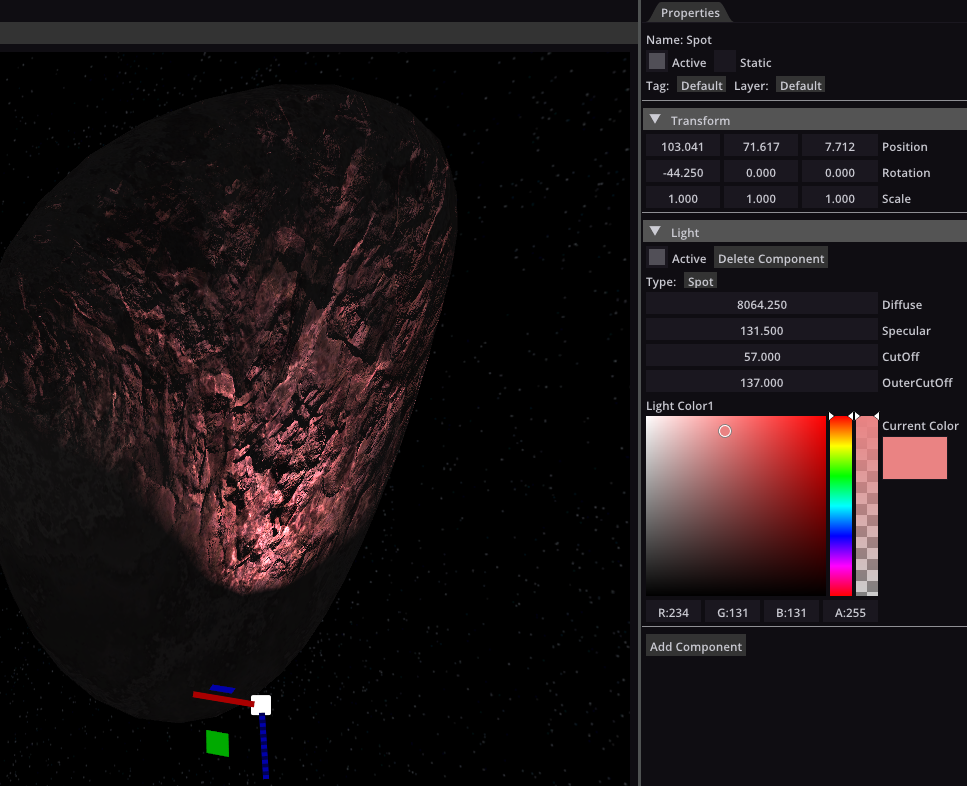 Properties
Name: Spot
Active Static
Tag: Default Layer: Default
Transform
103.041 71.617 7.712 Position
-44.250 0.000 0.000 Rotation
1.000 1.000 1.000 Scale
Light
Active Delete Component
Type: Spot
8064.250 Diffuse
131.500 Specular
57.000 CutOff
137.000 OuterCutOff
Light Color1
Current Color
R:234 G:131 B:131 A:255
Add Component